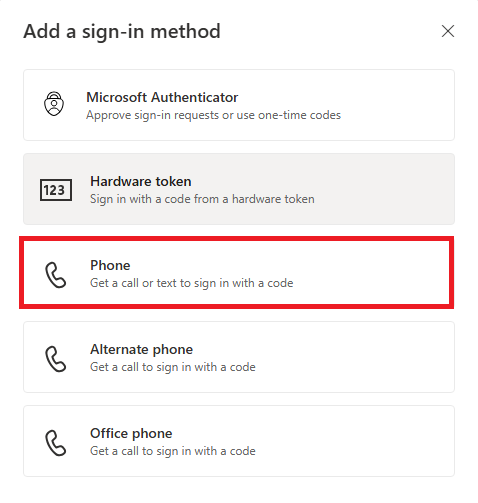 Add a sign-in method
Microsoft Authenticator
Approve sign-in requests or use one-time codes
123
Hardware token
Sign in with a code from a hardware token
Phone
Get a call or text to sign in with a code
Alternate phone
Get a call to sign in with a code
Office phone
Get a call to sign in with a code